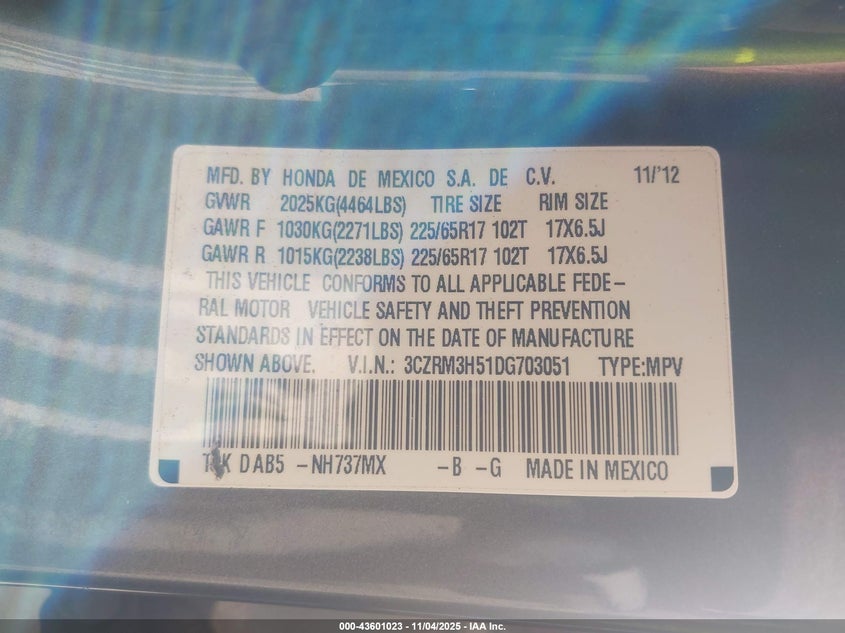 MFD. BY HONDA DE MEXICO S.A. DE C.V. 11/'12
GVWR 2025KG(4464LBS) TIRE SIZE RIM SIZE
GAWR F 1030KG(2271LBS) 225/65R17 102T 17X6.5J
GAWR R 1015KG(2238LBS) 225/65R17 102T 17X6.5J
THIS VEHICLE CONFORMS TO ALL APPLICABLE FEDE-
RAL MOTOR VEHICLE SAFETY AND THEFT PREVENTION
STANDARDS IN EFFECT ON THE DATE OF MANUFACTURE
SHOWN ABOVE. V.I.N.: 3CZRM3H51DG703051 TYPE:MPV
DAB5 -NH737MX -B -G MADE IN MEXICO
000-43601023 - 11/04/2025 - IAA Inc.